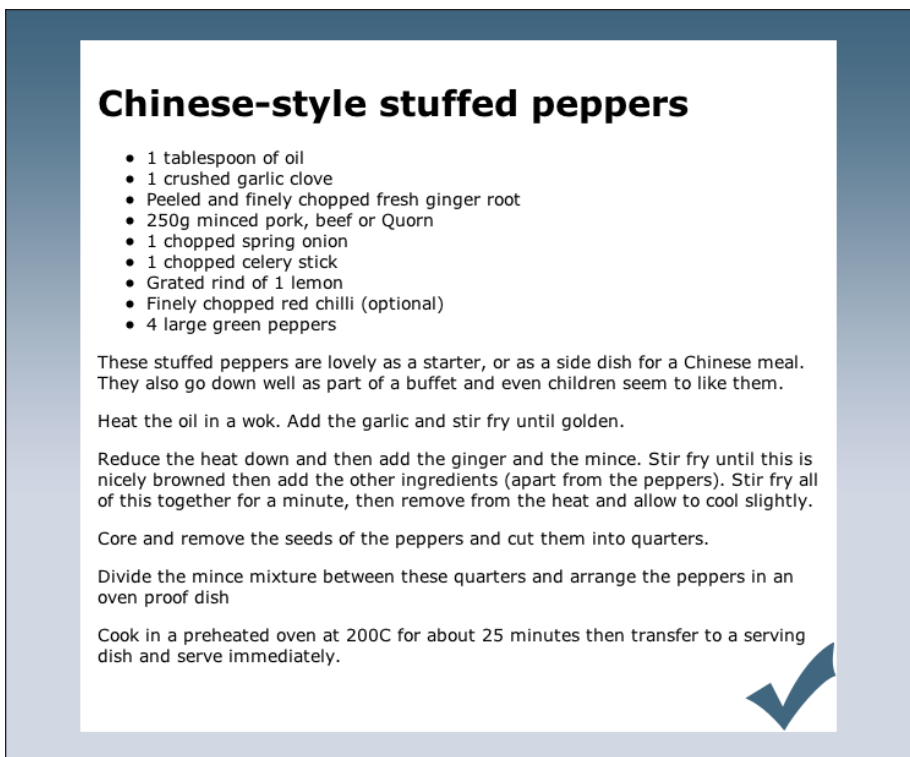 Chinese-style stuffed peppers
• 1 tablespoon of oil
• 1 crushed garlic clove
• Peeled and finely chopped fresh ginger root
• 250g minced pork, beef or Quorn
• 1 chopped spring onion
• 1 chopped celery stick
• Grated rind of 1 lemon
• Finely chopped red chilli (optional)
• 4 large green peppers
These stuffed peppers are lovely as a starter, or as a side dish for a Chinese meal.
They also go down well as part of a buffet and even children seem to like them.
Heat the oil in a wok. Add the garlic and stir fry until golden.
Reduce the heat down and then add the ginger and the mince. Stir fry until this is
nicely browned then add the other ingredients (apart from the peppers). Stir fry all
of this together for a minute, then remove from the heat and allow to cool slightly.
Core and remove the seeds of the peppers and cut them into quarters.
Divide the mince mixture between these quarters and arrange the peppers in an
oven proof dish
Cook in a preheated oven at 200C for about 25 minutes then transfer to a serving
dish and serve immediately.